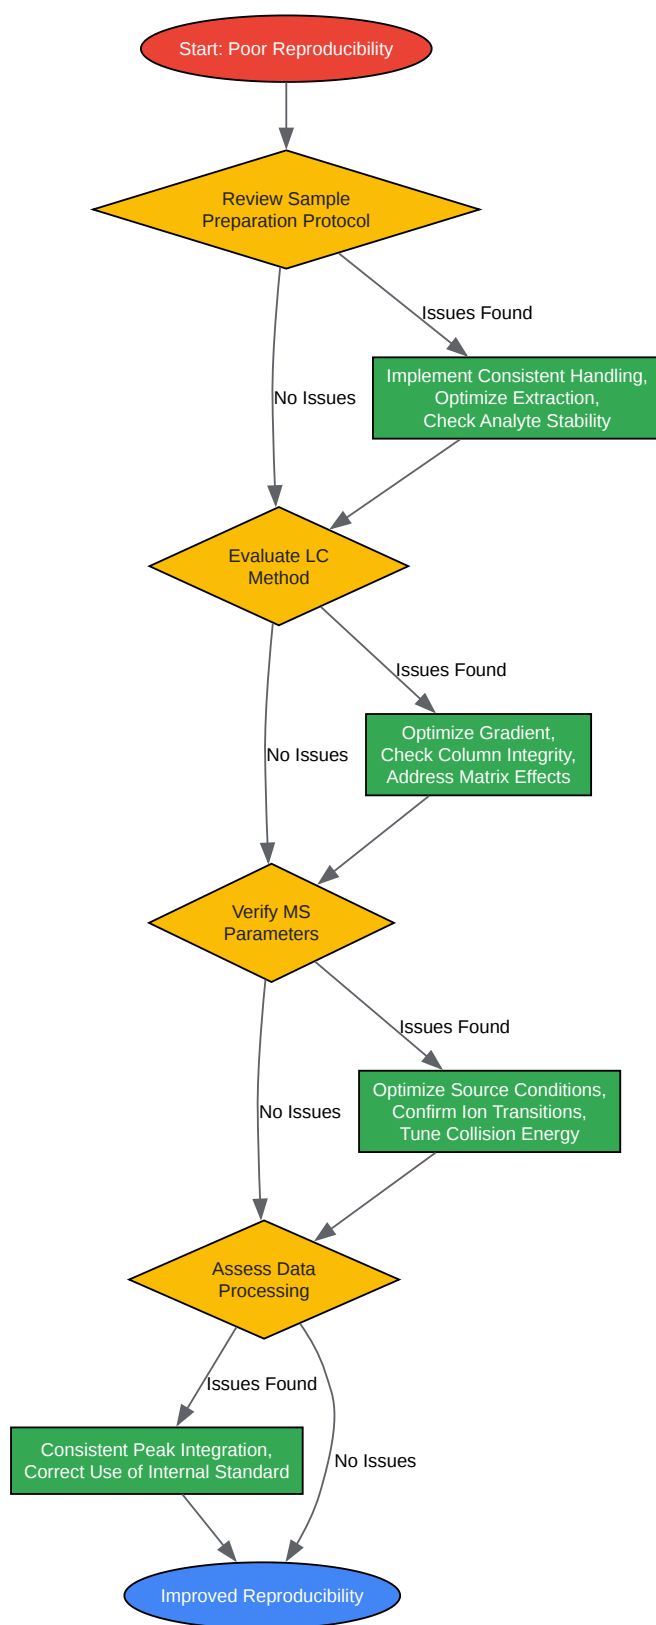 Start: Poor Reproducibility
Review Sample
Preparation Protocol
Issues Found
Implement Consistent Handling,
Optimize Extraction,
Check Analyte Stability
No Issues
Evaluate LC
Method
Issues Found
Optimize Gradient,
Check Column Integrity,
Address Matrix Effects
No Issues
Verify MS
Parameters
Issues Found
Optimize Source Conditions,
Confirm Ion Transitions,
Tune Collision Energy
No Issues
Assess Data
Processing
Issues Found
Consistent Peak Integration,
Correct Use of Internal Standard
No Issues
Improved Reproducibility